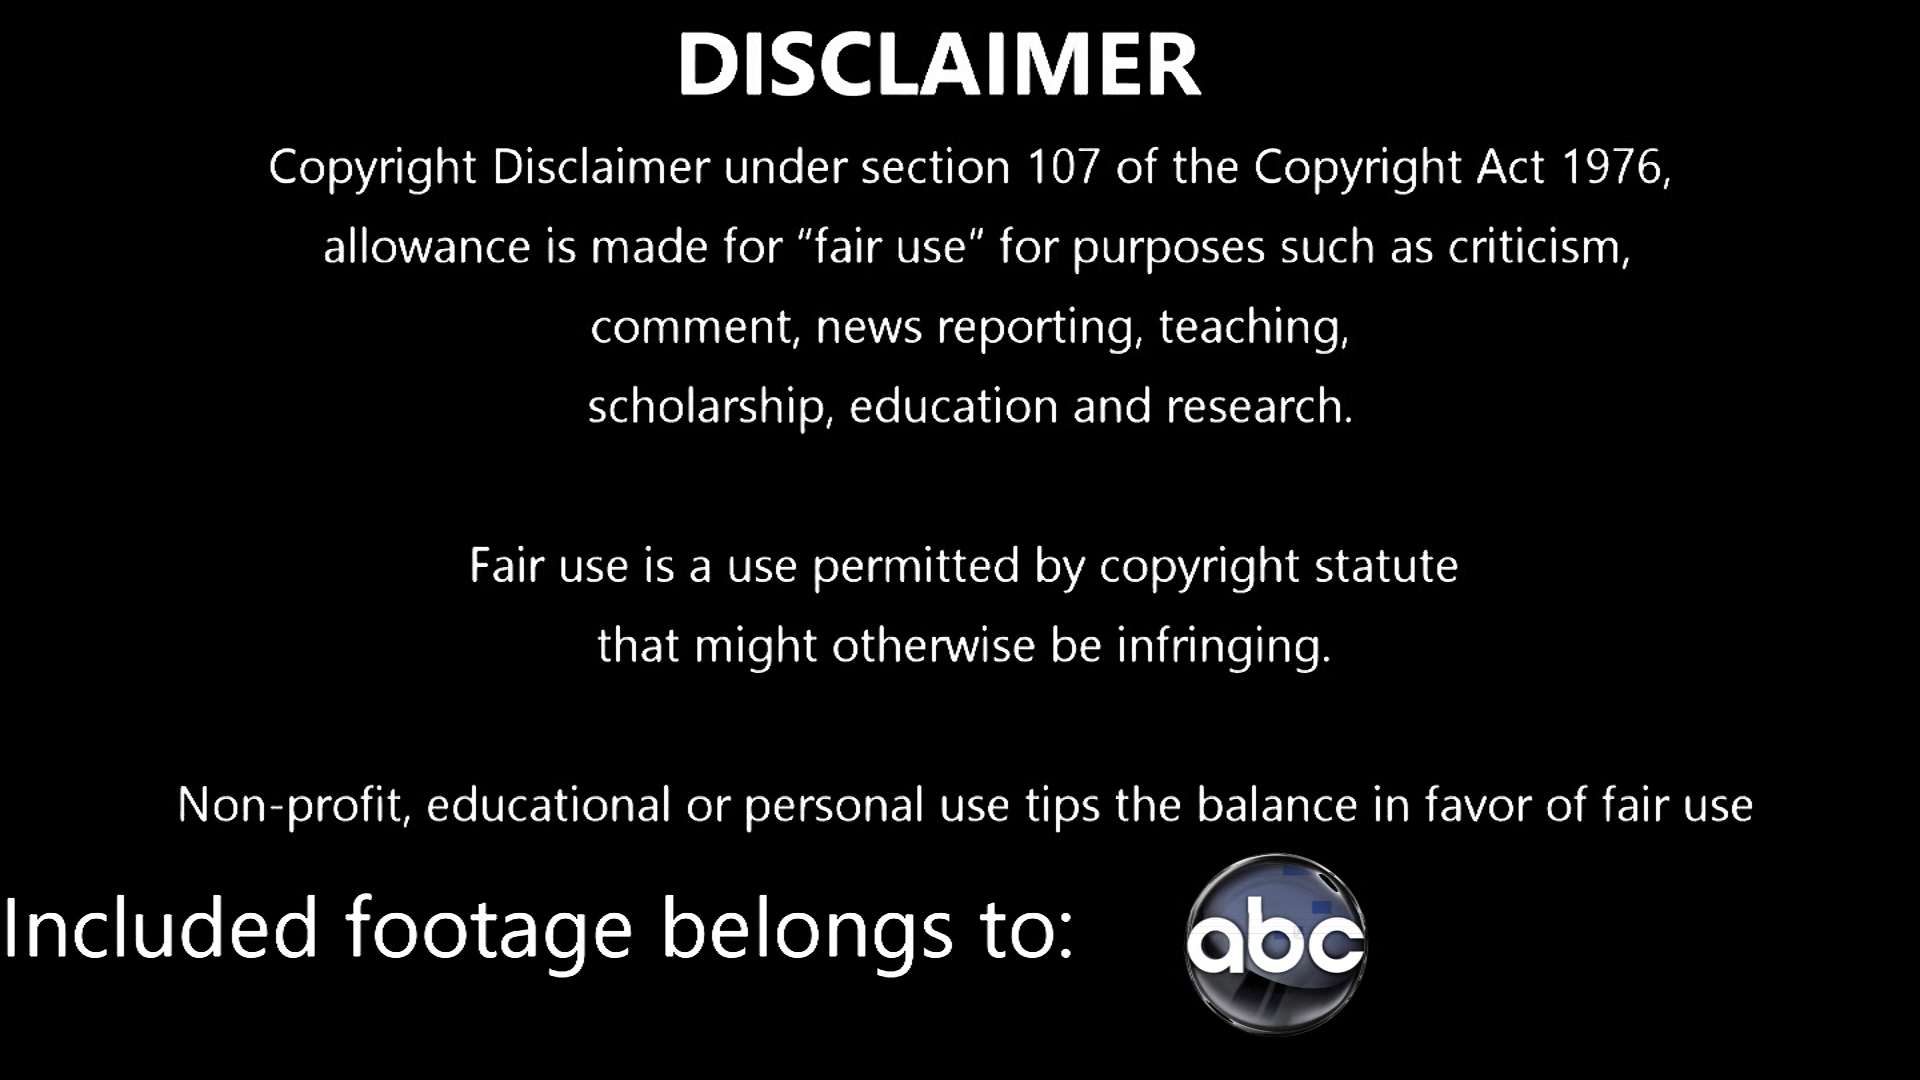 DISCLAIMER
Copyright Disclaimer under section 107 of the Copyright Act 1976,
allowance is made for “fair use” for purposes such as criticism,
comment, news reporting, teaching,
scholarship, education and research.
Fair use is a use permitted by copyright statute
that might otherwise be infringing.
Non-profit, educational or personal use tips the balance in favor of fair use
Included footage belongs to: abc